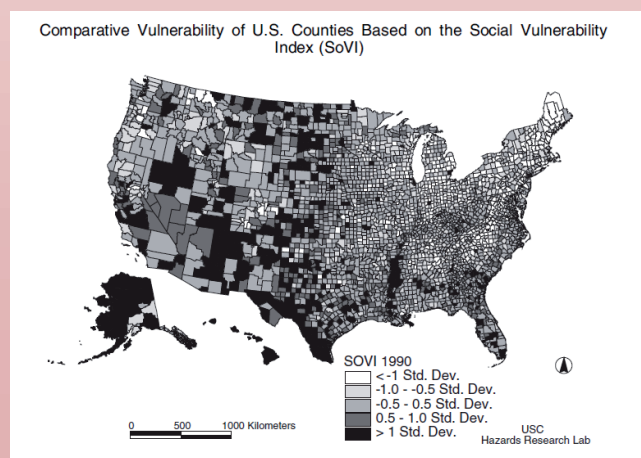 Comparative Vulnerability of U.S. Counties Based on the Social Vulnerability
Index (SoVI)
SOVI 1990
<-1 Std. Dev.
-1.0 - -0.5 Std. Dev.
-0.5 - 0.5 Std. Dev.
0.5 - 1.0 Std. Dev.
> 1 Std. Dev.
0 500 1000 Kilometers
USC
Hazards Research Lab